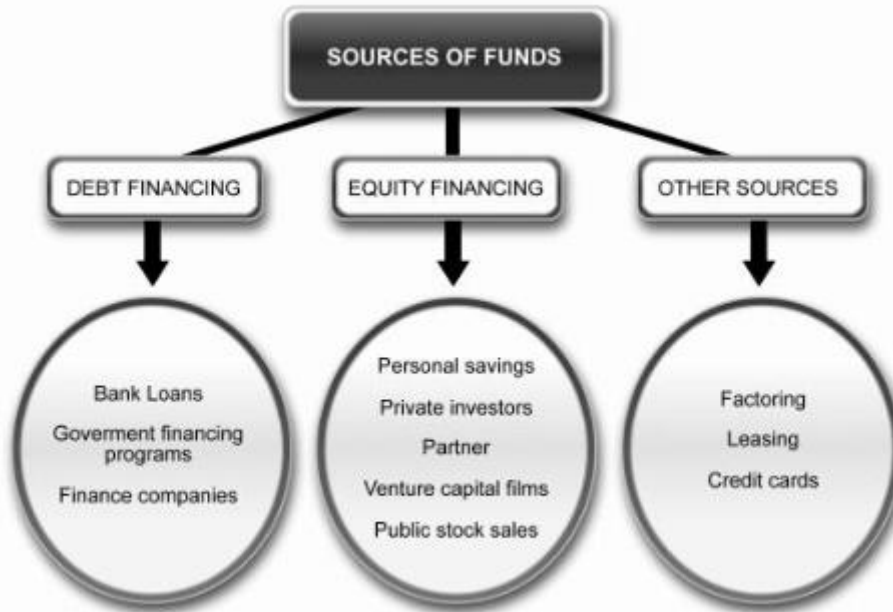 SOURCES OF FUNDS
DEBT FINANCING
EQUITY FINANCING
OTHER SOURCES
Bank Loans
Goverment financing
programs
Finance companies
Personal savings
Private investors
Partner
Venture capital films
Public stock sales
Factoring
Leasing
Credit cards